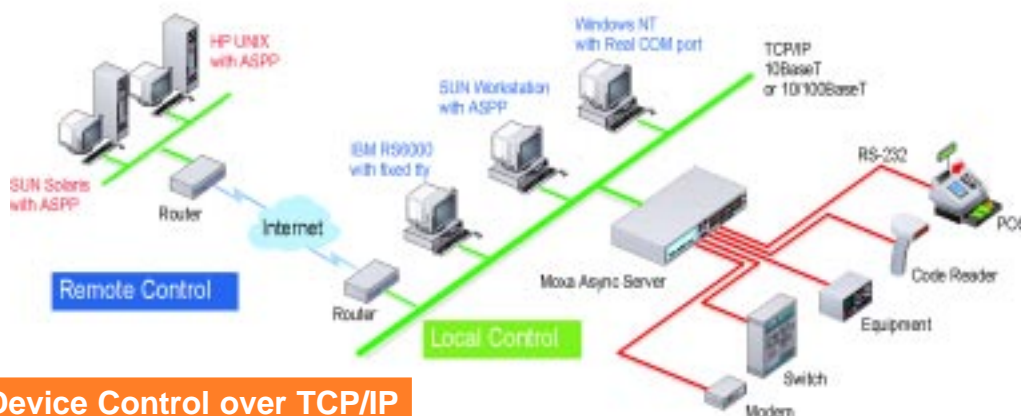 HP UNIX
with ASPP
SUN Solaris
with ASPP
Router
Internet
Remote Control
Router
IBM RS6000
with fixed tty
SUN Workstation
with ASPP
Windows NT
with Real COM port
TCP/IP
10BaseT
or 10/100BaseT
Local Control
Moxa Async Server
RS-232
POS
Code Reader
Equipment
Switch
Modem
Device Control over TCP/IP